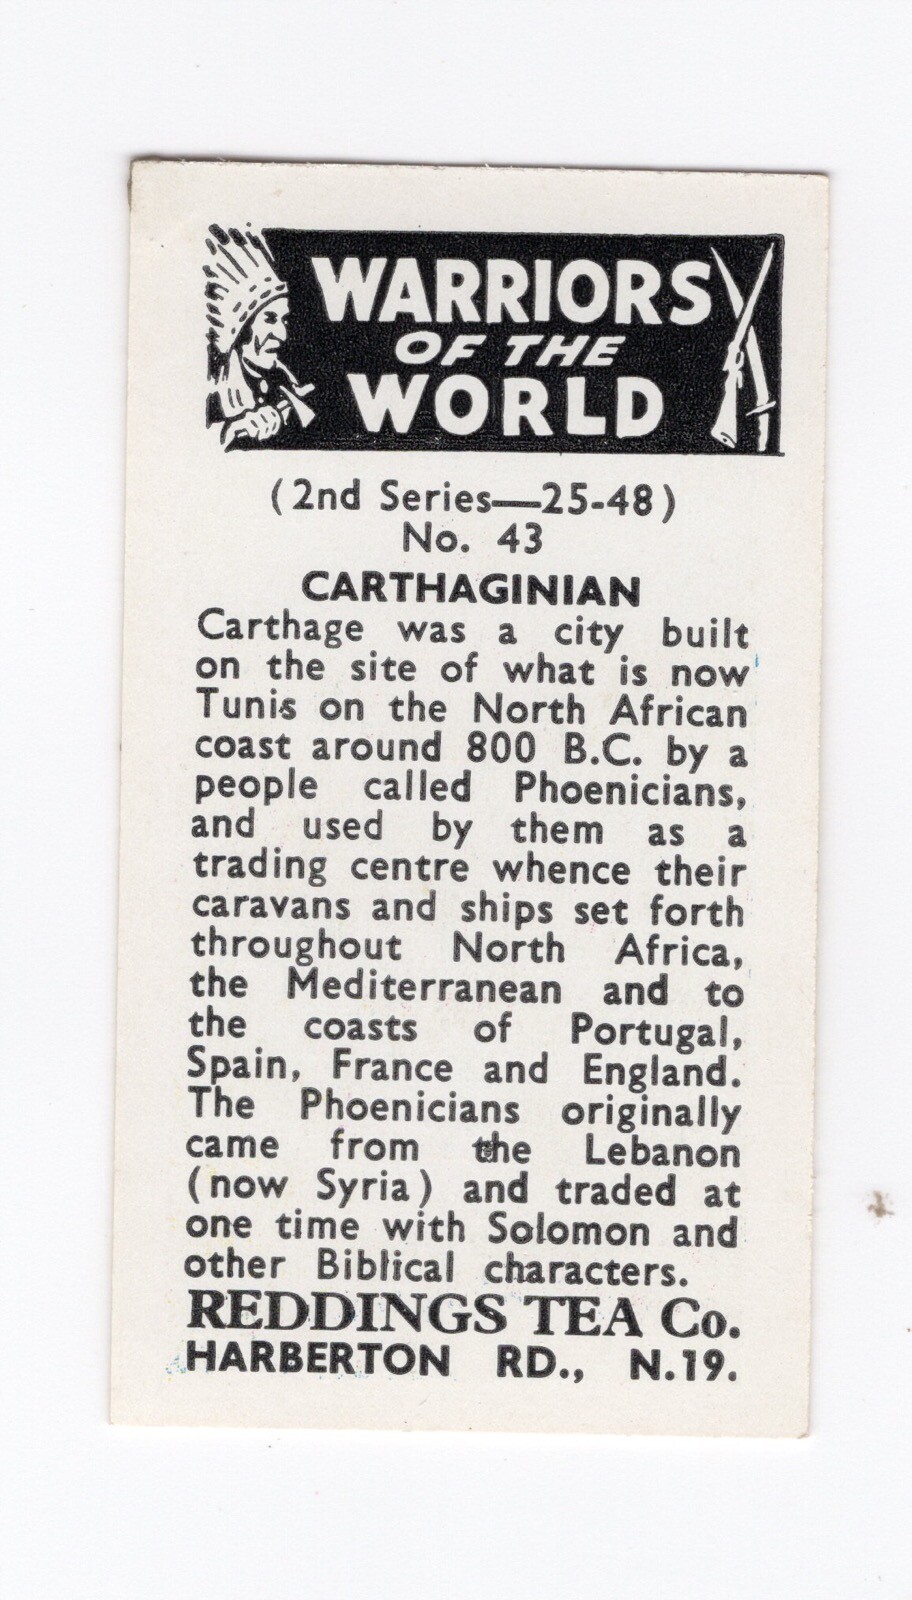 WARRIORS
OF THE
WORLD
(2nd Series—25-48)
No. 43
CARTHAGINIAN
Carthage was a city built
on the site of what is now
Tunis on the North African
coast around 800 B.C. by a
people called Phoenicians,
and used by them as a
trading centre whence their
caravans and ships set forth
throughout North Africa,
the Mediterranean and to
the coasts of Portugal,
Spain, France and England.
The Phoenicians originally
came from the Lebanon
(now Syria) and traded at
one time with Solomon and
other Biblical characters.
REDDINGS TEA Co.
HARBERTON RD., N.19.